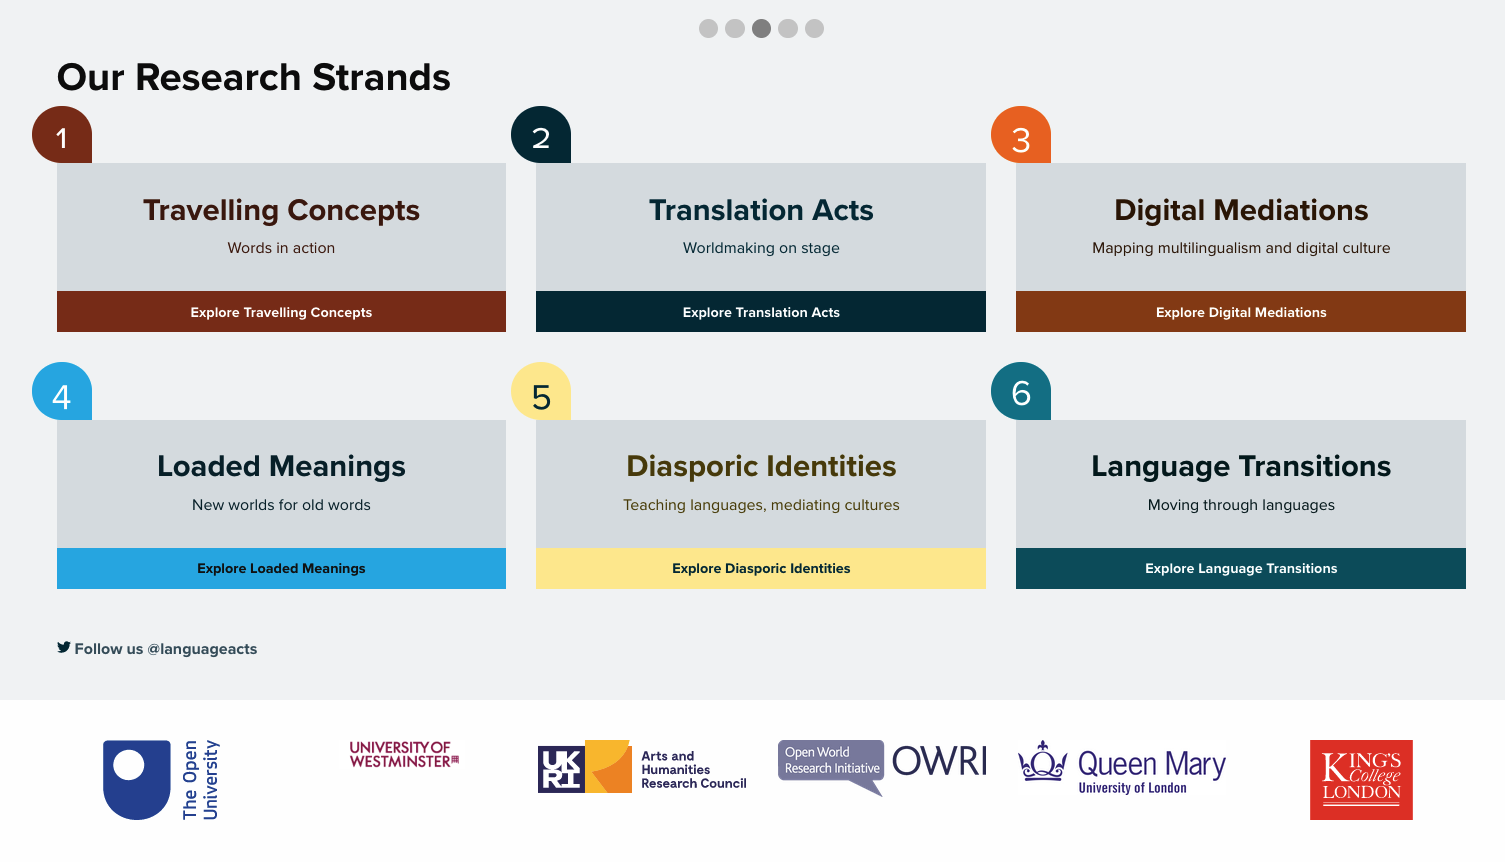 Our Research Strands
1
Travelling Concepts
Words in action
Explore Travelling Concepts
2
Translation Acts
Worldmaking on stage
Explore Translation Acts
3
Digital Mediations
Mapping multilingualism and digital culture
Explore Digital Mediations
4
Loaded Meanings
New worlds for old words
Explore Loaded Meanings
5
Diasporic Identities
Teaching languages, mediating cultures
Explore Diasporic Identities
6
Language Transitions
Moving through languages
Explore Language Transitions
Follow us @languageacts
The Open
University
UNIVERSITY OF
WESTMINSTER
UK
RI
Arts and
Humanities
Research Council
Open World
Research Initiative
OWRI
Queen Mary
University of London
KING'S
College
LONDON